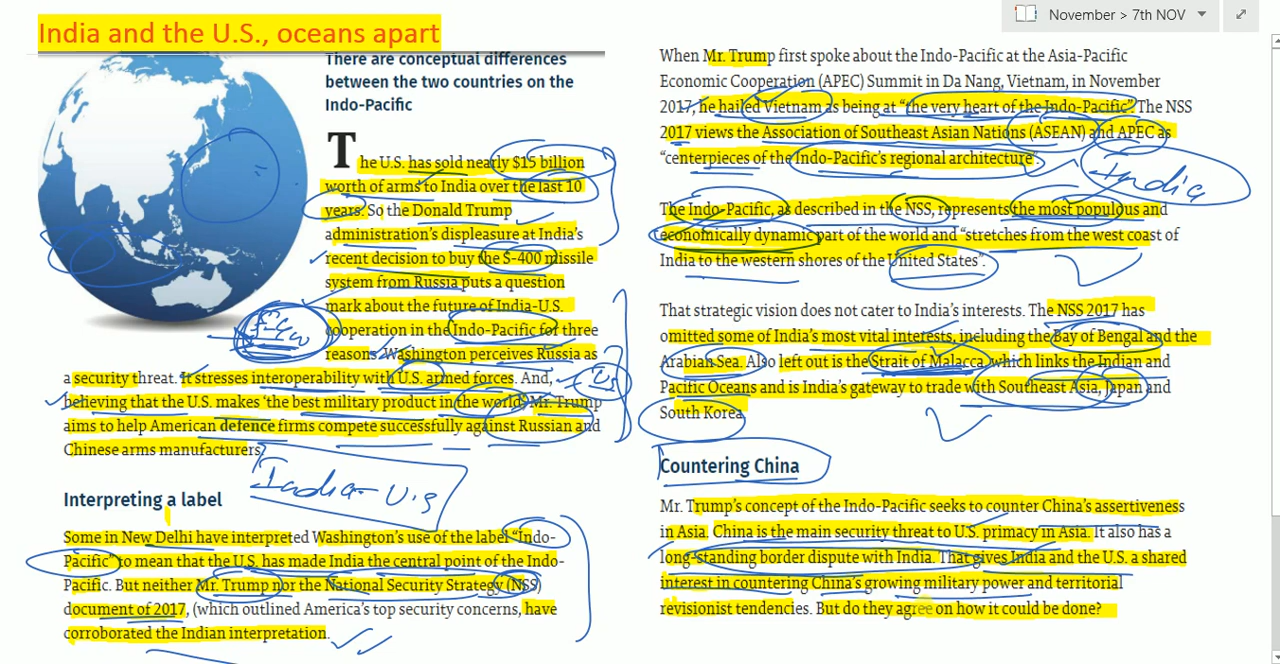 India and the U.S., oceans apart
November > 7th NOV
There are conceptual differences
between the two countries on the
Indo-Pacific
The U.S. has sold nearly $15 billion
worth of arms to India over the last 10
years. So the Donald Trump
administration's displeasure at India's
recent decision to buy the S-400 missile
system from Russia puts a question
mark about the future of India-U.S.
cooperation in the Indo-Pacific for three
reasons. Washington perceives Russia as
a security threat. It stresses interoperability with U.S. armed forces. And,
believing that the U.S. makes 'the best military product in the world', Mr. Trump
aims to help American defence firms compete successfully against Russian and
Chinese arms manufacturers.
India - U.S
Interpreting a label
Some in New Delhi have interpreted Washington's use of the label "Indo-
Pacific" to mean that the U.S. has made India the central point of the Indo-
Pacific. But neither Mr. Trump nor the National Security Strategy (NSS)
document of 2017, (which outlined America's top security concerns, have
corroborated the Indian interpretation.
When Mr. Trump first spoke about the Indo-Pacific at the Asia-Pacific
Economic Cooperation (APEC) Summit in Da Nang, Vietnam, in November
2017, he hailed Vietnam as being at "the very heart of the Indo-Pacific". The NSS
2017 views the Association of Southeast Asian Nations (ASEAN) and APEC as
"centerpieces of the Indo-Pacific's regional architecture".
India
The Indo-Pacific, as described in the NSS, represents the most populous and
economically dynamic part of the world and "stretches from the west coast of
India to the western shores of the United States".
That strategic vision does not cater to India's interests. The NSS 2017 has
omitted some of India's most vital interests, including the Bay of Bengal and the
Arabian Sea. Also left out is the Strait of Malacca, which links the Indian and
Pacific Oceans and is India's gateway to trade with Southeast Asia, Japan and
South Korea.
Countering China
Mr. Trump's concept of the Indo-Pacific seeks to counter China's assertiveness
in Asia. China is the main security threat to U.S. primacy in Asia. It also has a
long-standing border dispute with India. That gives India and the U.S. a shared
interest in countering China's growing military power and territorial
revisionist tendencies. But do they agree on how it could be done?